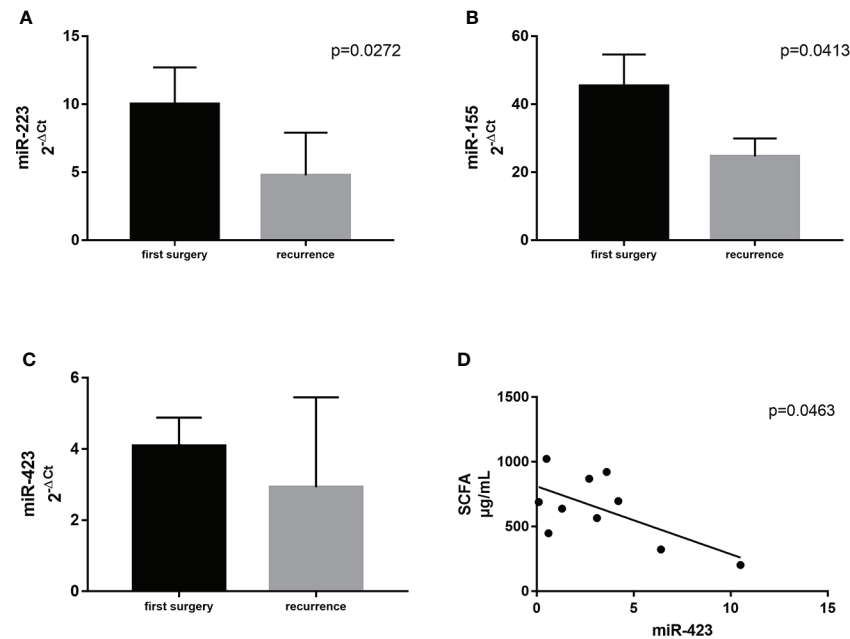 A
p=0.0272
miR-223
2-ΔCt
15
10
5
0
first surgery
recurrence
B
p=0.0413
miR-155
2-ΔCt
60
40
20
0
first surgery
recurrence
C
miR-423
2-ΔCt
6
4
2
0
first surgery
recurrence
D
p=0.0463
SCFA
µg/mL
1500
1000
500
0
0 5 10 15
miR-423